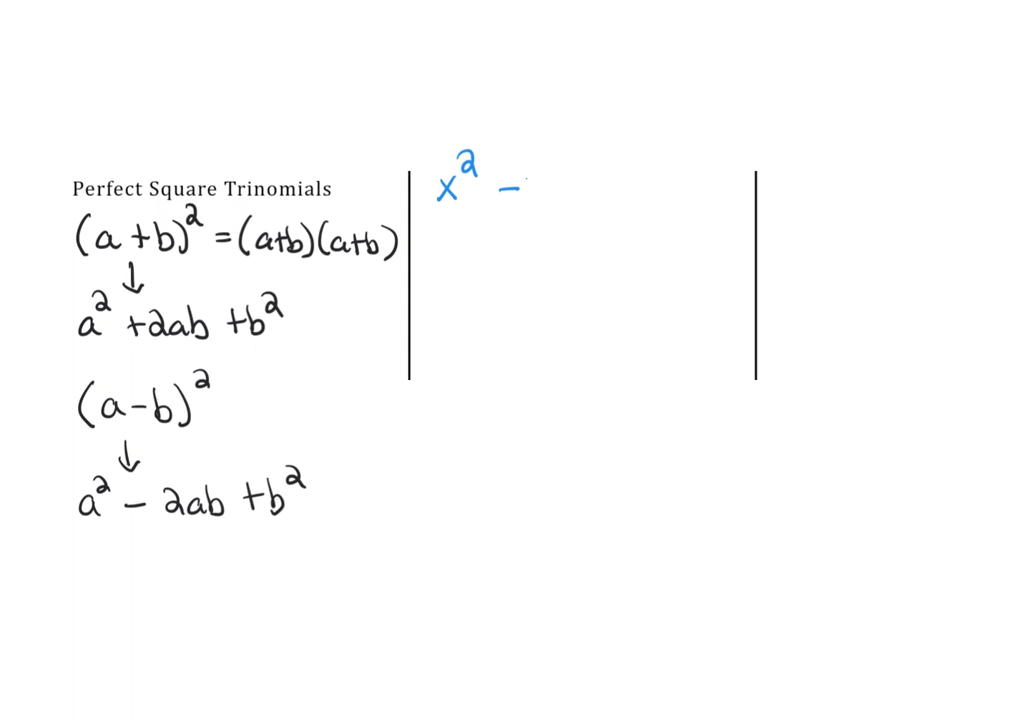 Perfect Square Trinomials
(a+b)² = (a+b)(a+b)
↓
a² + 2ab + b²
(a-b)²
↓
a² - 2ab + b²
x² -